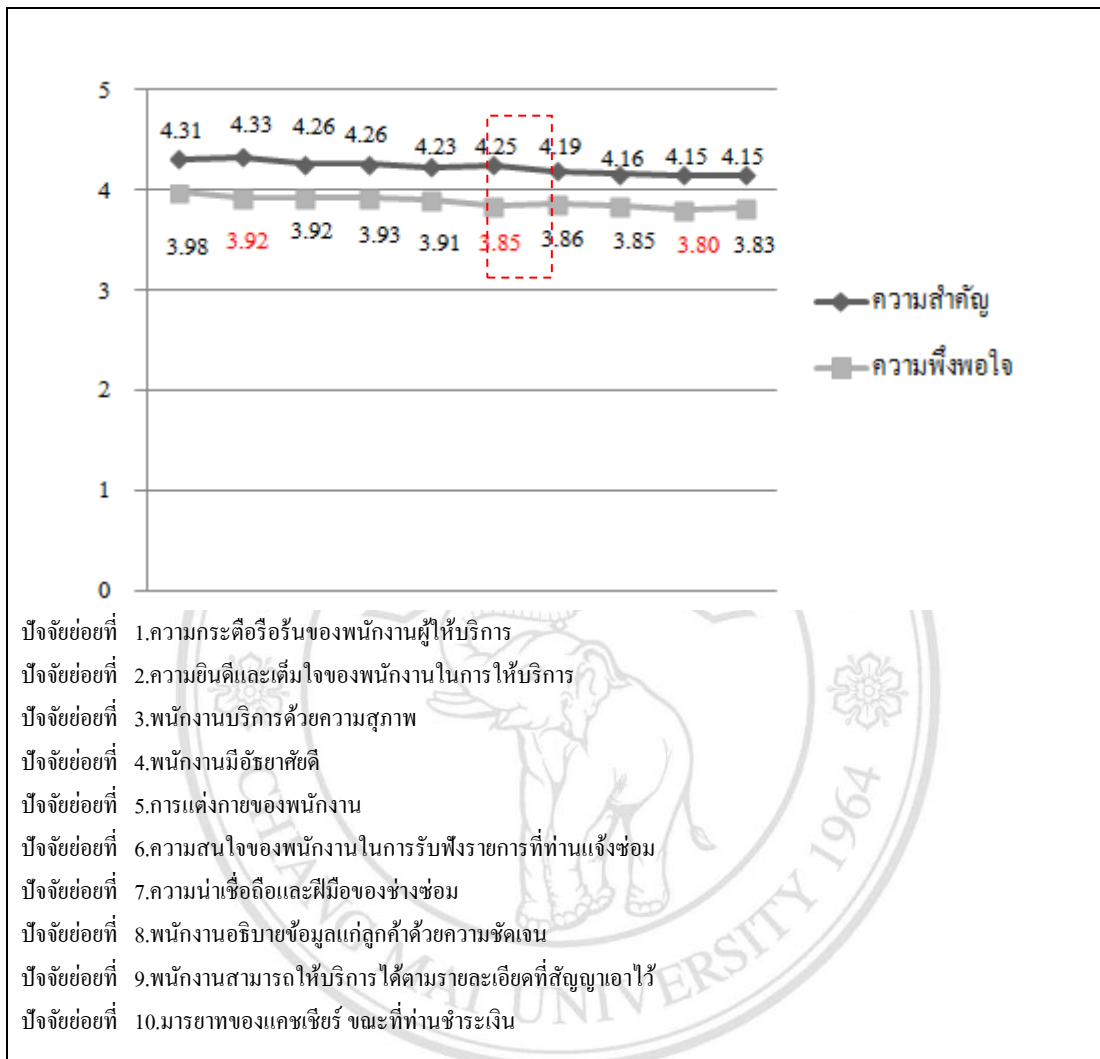 5
4.31 4.33 4.26 4.26 4.23 4.25 4.19 4.16 4.15 4.15
4
3.98 3.92 3.92 3.93 3.91 3.85 3.86 3.85 3.80 3.83
3
ความสำคัญ
ความพึงพอใจ
2
1
0
ปัจจัยย่อยที่ 1.ความกระตือรือร้นของพนักงานผู้ให้บริการ
ปัจจัยย่อยที่ 2.ความยินดีและเต็มใจของพนักงานในการให้บริการ
ปัจจัยย่อยที่ 3.พนักงานบริการด้วยความสุภาพ
ปัจจัยย่อยที่ 4.พนักงานมีอัธยาศัยดี
ปัจจัยย่อยที่ 5.การแต่งกายของพนักงาน
ปัจจัยย่อยที่ 6.ความสนใจของพนักงานในการรับฟังรายการที่ท่านแจ้งซ่อม
ปัจจัยย่อยที่ 7.ความน่าเชื่อถือและฝีมือของช่างซ่อม
ปัจจัยย่อยที่ 8.พนักงานอธิบายข้อมูลแก่ลูกค้าด้วยความชัดเจน
ปัจจัยย่อยที่ 9.พนักงานสามารถให้บริการได้ตามรายละเอียดที่สัญญาเอาไว้
ปัจจัยย่อยที่ 10.มารยาทของแคชเชียร์ ขณะที่ท่านชำระเงิน
CHIANG MAI UNIVERSITY 1964